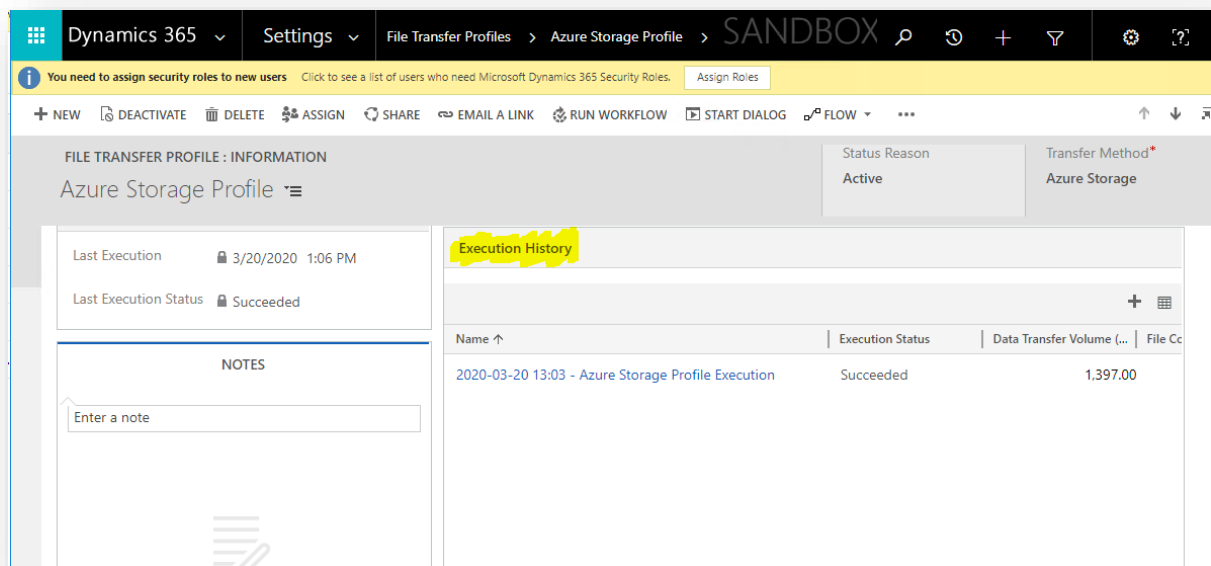 Dynamics 365 Settings File Transfer Profiles > Azure Storage Profile > SANDBOX
You need to assign security roles to new users Click to see a list of users who need Microsoft Dynamics 365 Security Roles. Assign Roles
NEW DEACTIVATE DELETE ASSIGN SHARE EMAIL A LINK RUN WORKFLOW START DIALOG FLOW
FILE TRANSFER PROFILE : INFORMATION
Azure Storage Profile
Status Reason
Active
Transfer Method*
Azure Storage
Last Execution 3/20/2020 1:06 PM
Last Execution Status Succeeded
NOTES
Enter a note
Execution History
Name Execution Status Data Transfer Volume (... File Cc
2020-03-20 13:03 - Azure Storage Profile Execution Succeeded 1,397.00